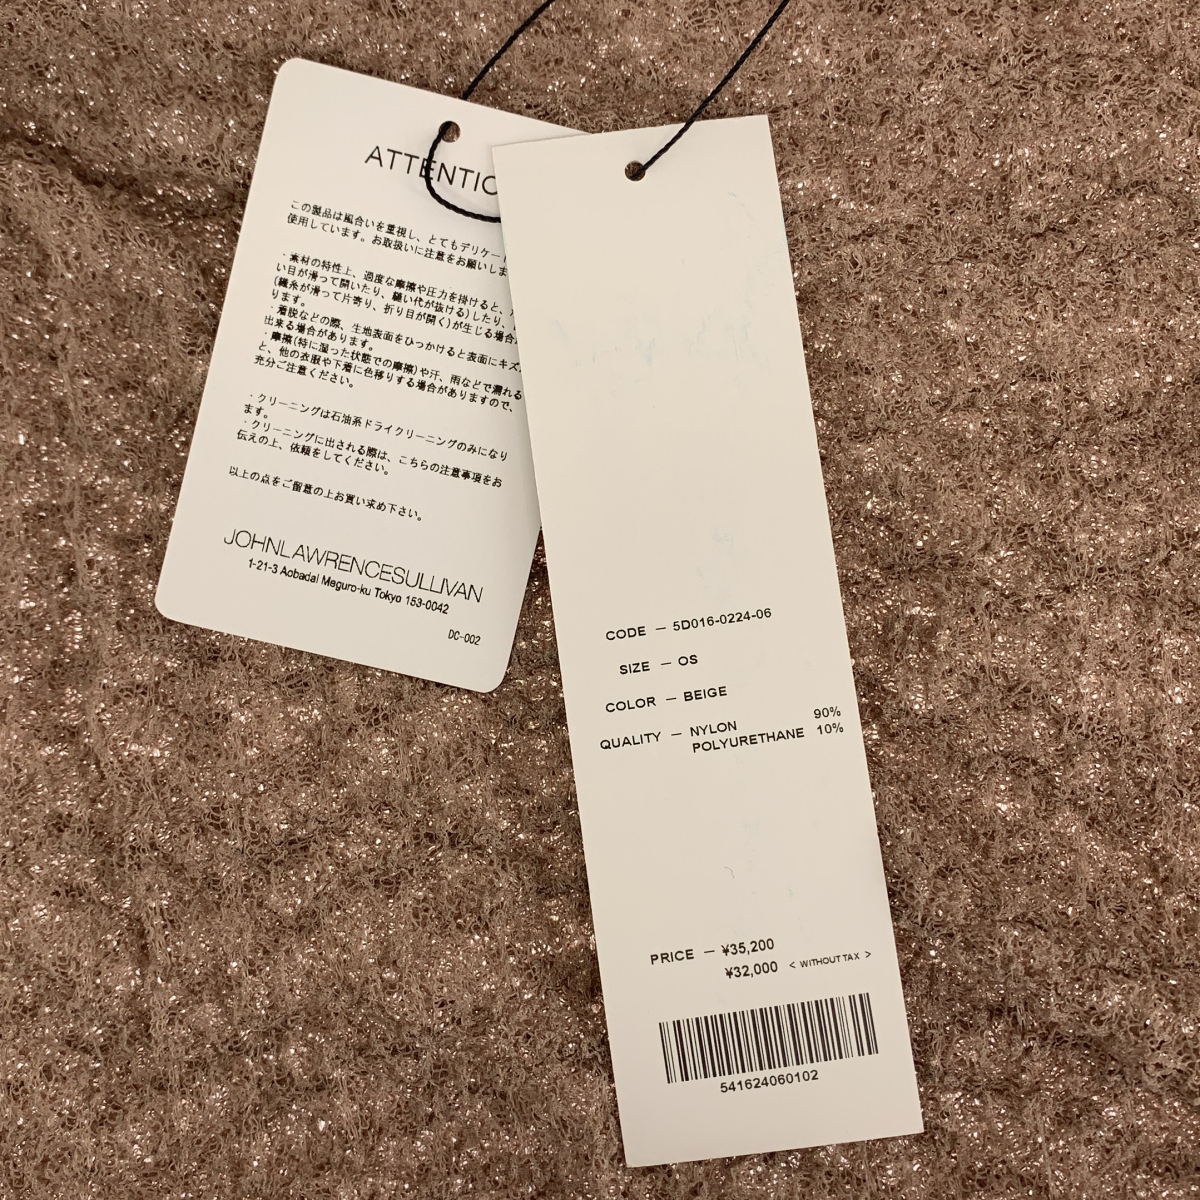 ATTENTIO
この製品は風合いを重視し、とてもデリケー
使用しています。お取扱いに注意をお願いしま
・素材の特性上、過度な摩擦や圧力を掛けると、
い目が滑って開いたり、縫い代が抜ける)したり、
(織糸が滑って片寄り、折り目が開く)が生じる場合
ります。
・着脱などの際、生地表面をひっかけると表面にキズ
出来る場合があります。
・摩擦(特に湿った状態での摩擦)や汗、雨などで濡れる
と、他の衣服や下着に色移りする場合がありますので、
充分ご注意ください。
・クリーニングは石油系ドライクリーニングのみになり
ます。
・クリーニングに出される際は、こちらの注意事項をお
伝えの上、依頼をしてください。
以上の点をご留意の上お買い求め下さい。
JOHNLAWRENCESULLIVAN
1-21-3 Aobadai Meguro-ku Tokyo 153-0042
DC-002
CODE — 5D016-0224-06
SIZE — OS
COLOR — BEIGE
QUALITY — NYLON 90%
POLYURETHANE 10%
PRICE — ¥35,200
¥32,000 < WITHOUT TAX >
541624060102